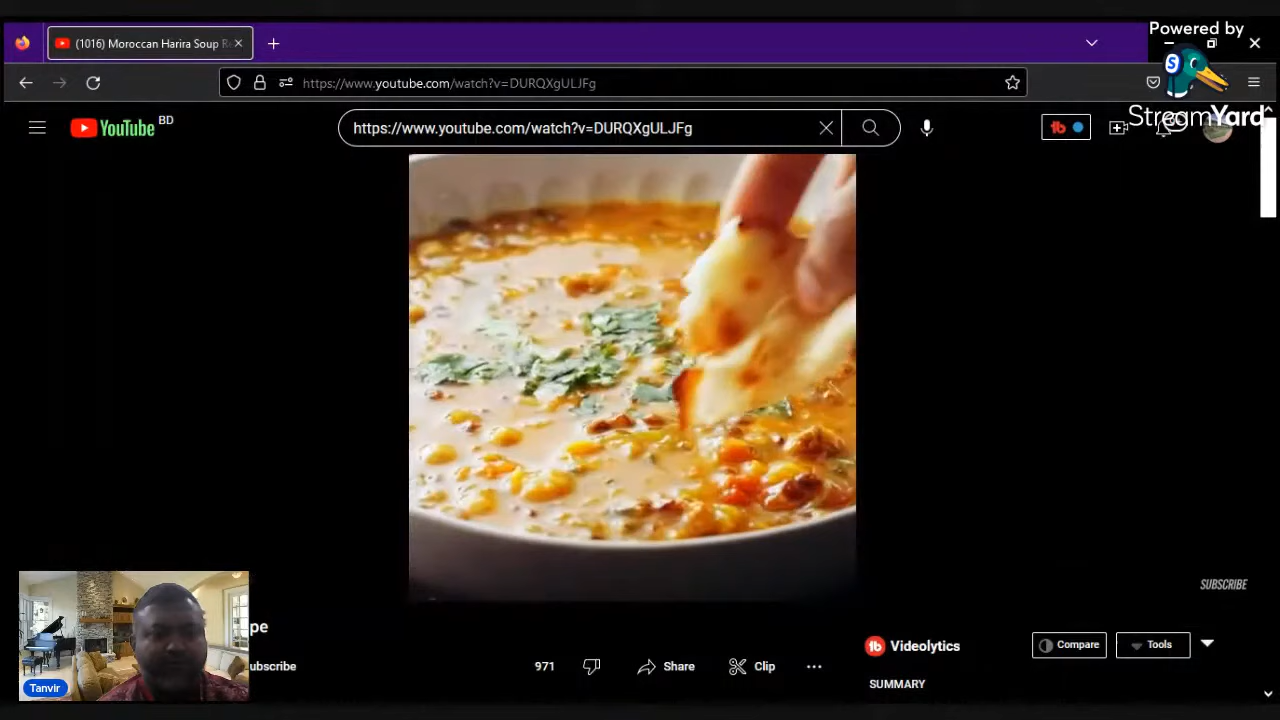 Powered by
StreamYard
(1016) Moroccan Harira Soup R
https://www.youtube.com/watch?v=DURQXgULJFg
YouTube BD
https://www.youtube.com/watch?v=DURQXgULJFg
SUBSCRIBE
pe
ubscribe
971
Share
Clip
Videolytics
Compare
Tools
SUMMARY
Tanvir